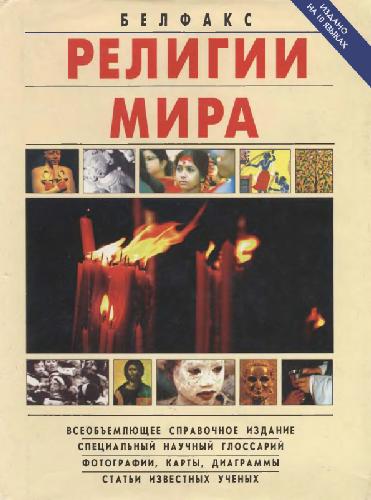 БЕЛФАКС
ИЗДАНО
НА 10 ЯЗЫКАХ
РЕЛИГИИ
МИРА
ВСЕОБЪЕМЛЮЩЕЕ СПРАВОЧНОЕ ИЗДАНИЕ
СПЕЦИАЛЬНЫЙ НАУЧНЫЙ ГЛОССАРИЙ
ФОТОГРАФИИ, КАРТЫ, ДИАГРАММЫ
СТАТЬИ ИЗВЕСТНЫХ УЧЕНЫХ